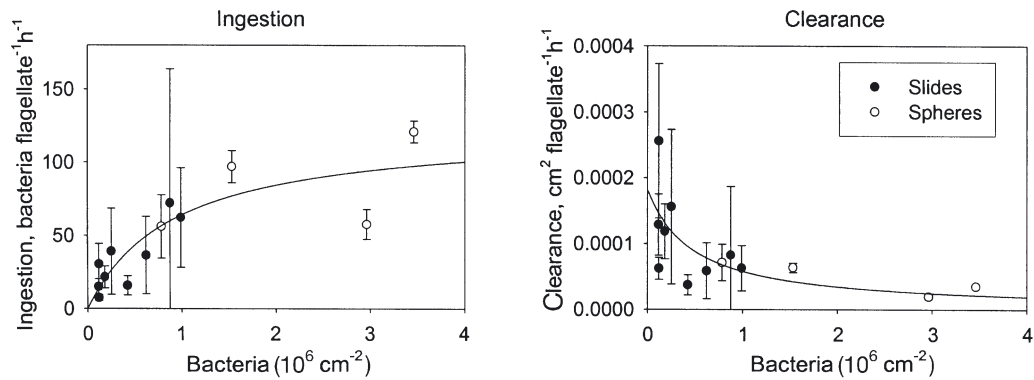 Ingestion
Ingestion, bacteria flagellate⁻¹h⁻¹
150
100
50
0
0
1
2
3
4
Bacteria (10⁶ cm⁻²)
Clearance
Clearance, cm² flagellate⁻¹h⁻¹
0.0004
0.0003
0.0002
0.0001
0.0000
Slides
Spheres
0
1
2
3
4
Bacteria (10⁶ cm⁻²)